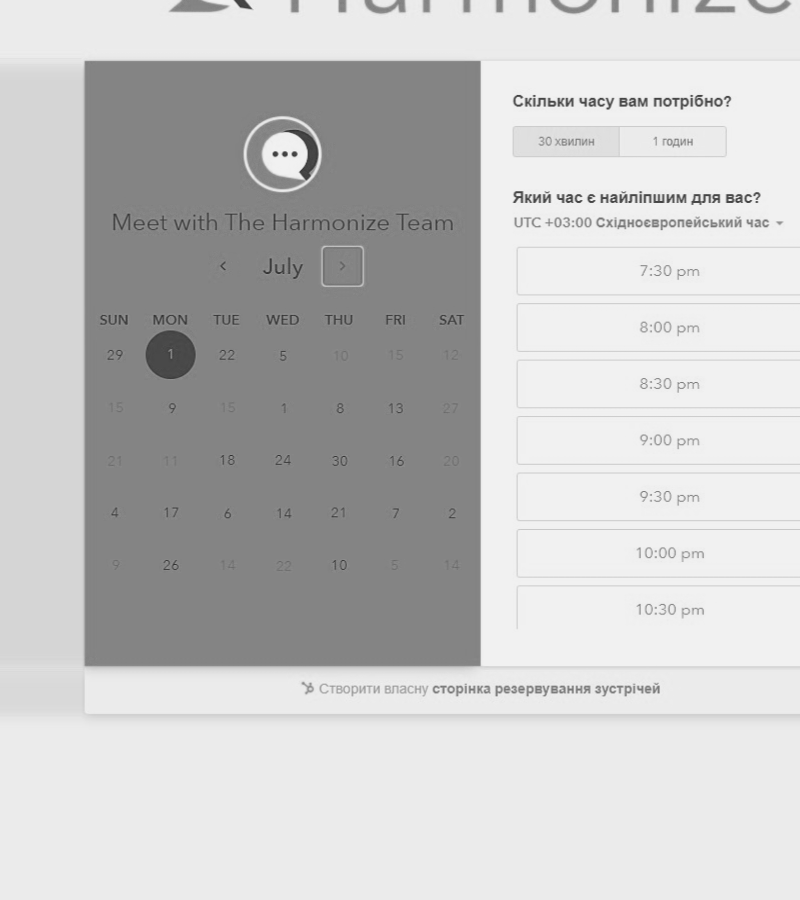 Harmonize
Meet with The Harmonize Team
July
SUN MON TUE WED THU FRI SAT
29 1 22 5 10 15 12
15 9 15 1 8 13 27
21 11 18 24 30 16 20
4 17 6 14 21 7 2
9 26 14 22 10 5 14
Скільки часу вам потрібно?
30 хвилин 1 годин
Який час є найліпшим для вас?
UTC +03:00 Східноєвропейський час
7:30 pm
8:00 pm
8:30 pm
9:00 pm
9:30 pm
10:00 pm
10:30 pm
Створити власну сторінка резервування зустрічей